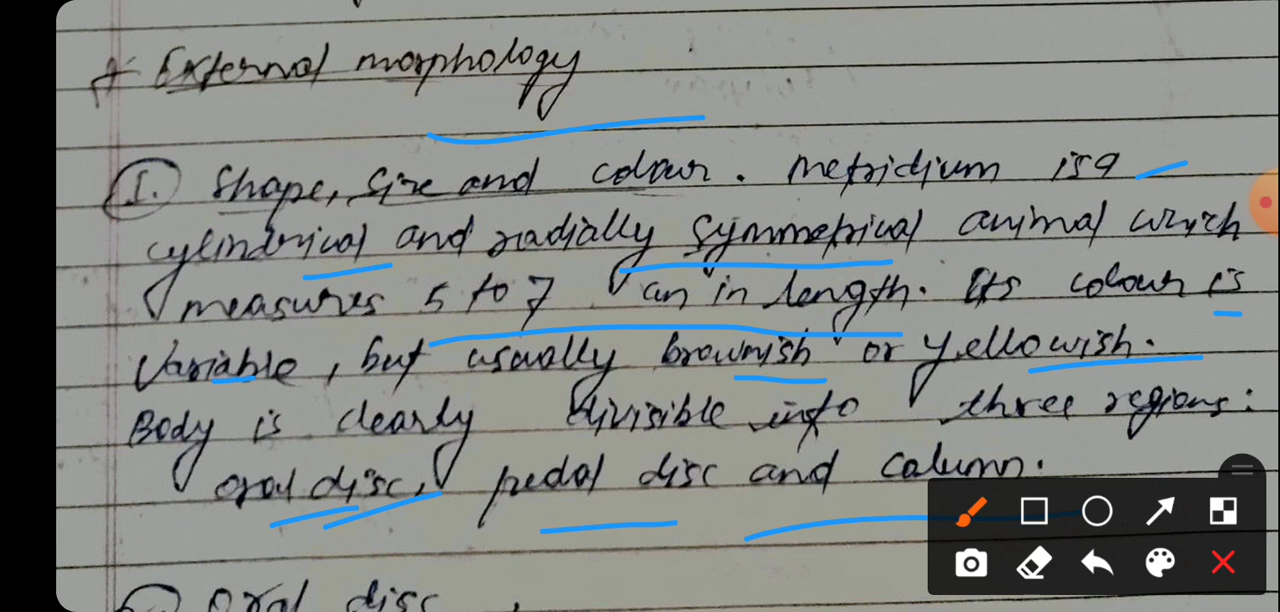 * External morphology
1. Shape, size and colour. Metridium is a
cylindrical and radially symmetrical animal which
measures 5 to 7 cm in length. Its colour is
variable, but usually brownish or yellowish.
Body is clearly divisible into three regions:
oral disc, pedal disc and column.
Oral disc